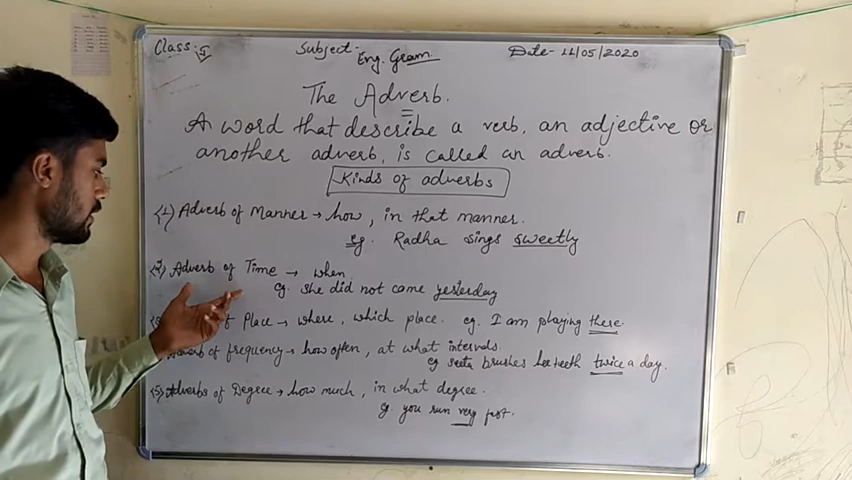 Class:- 5
Subject:- Eng. Gram.
Date- 11/05/2020
The Adverb.
A word that describe a verb, an adjective or
another adverb, is called an adverb.
Kinds of adverbs
(1) Adverb of Manner → how, in that manner.
eg. Radha sings sweetly
Adverb of Time → when
eg. she did not come yesterday
of Place → where, which place. eg. I am playing there.
Adverb of frequency → how often, at what intervals.
eg seeta brushes her teeth twice a day.
(5) Adverbs of Degree → how much, in what degree.
eg. you run very fast.